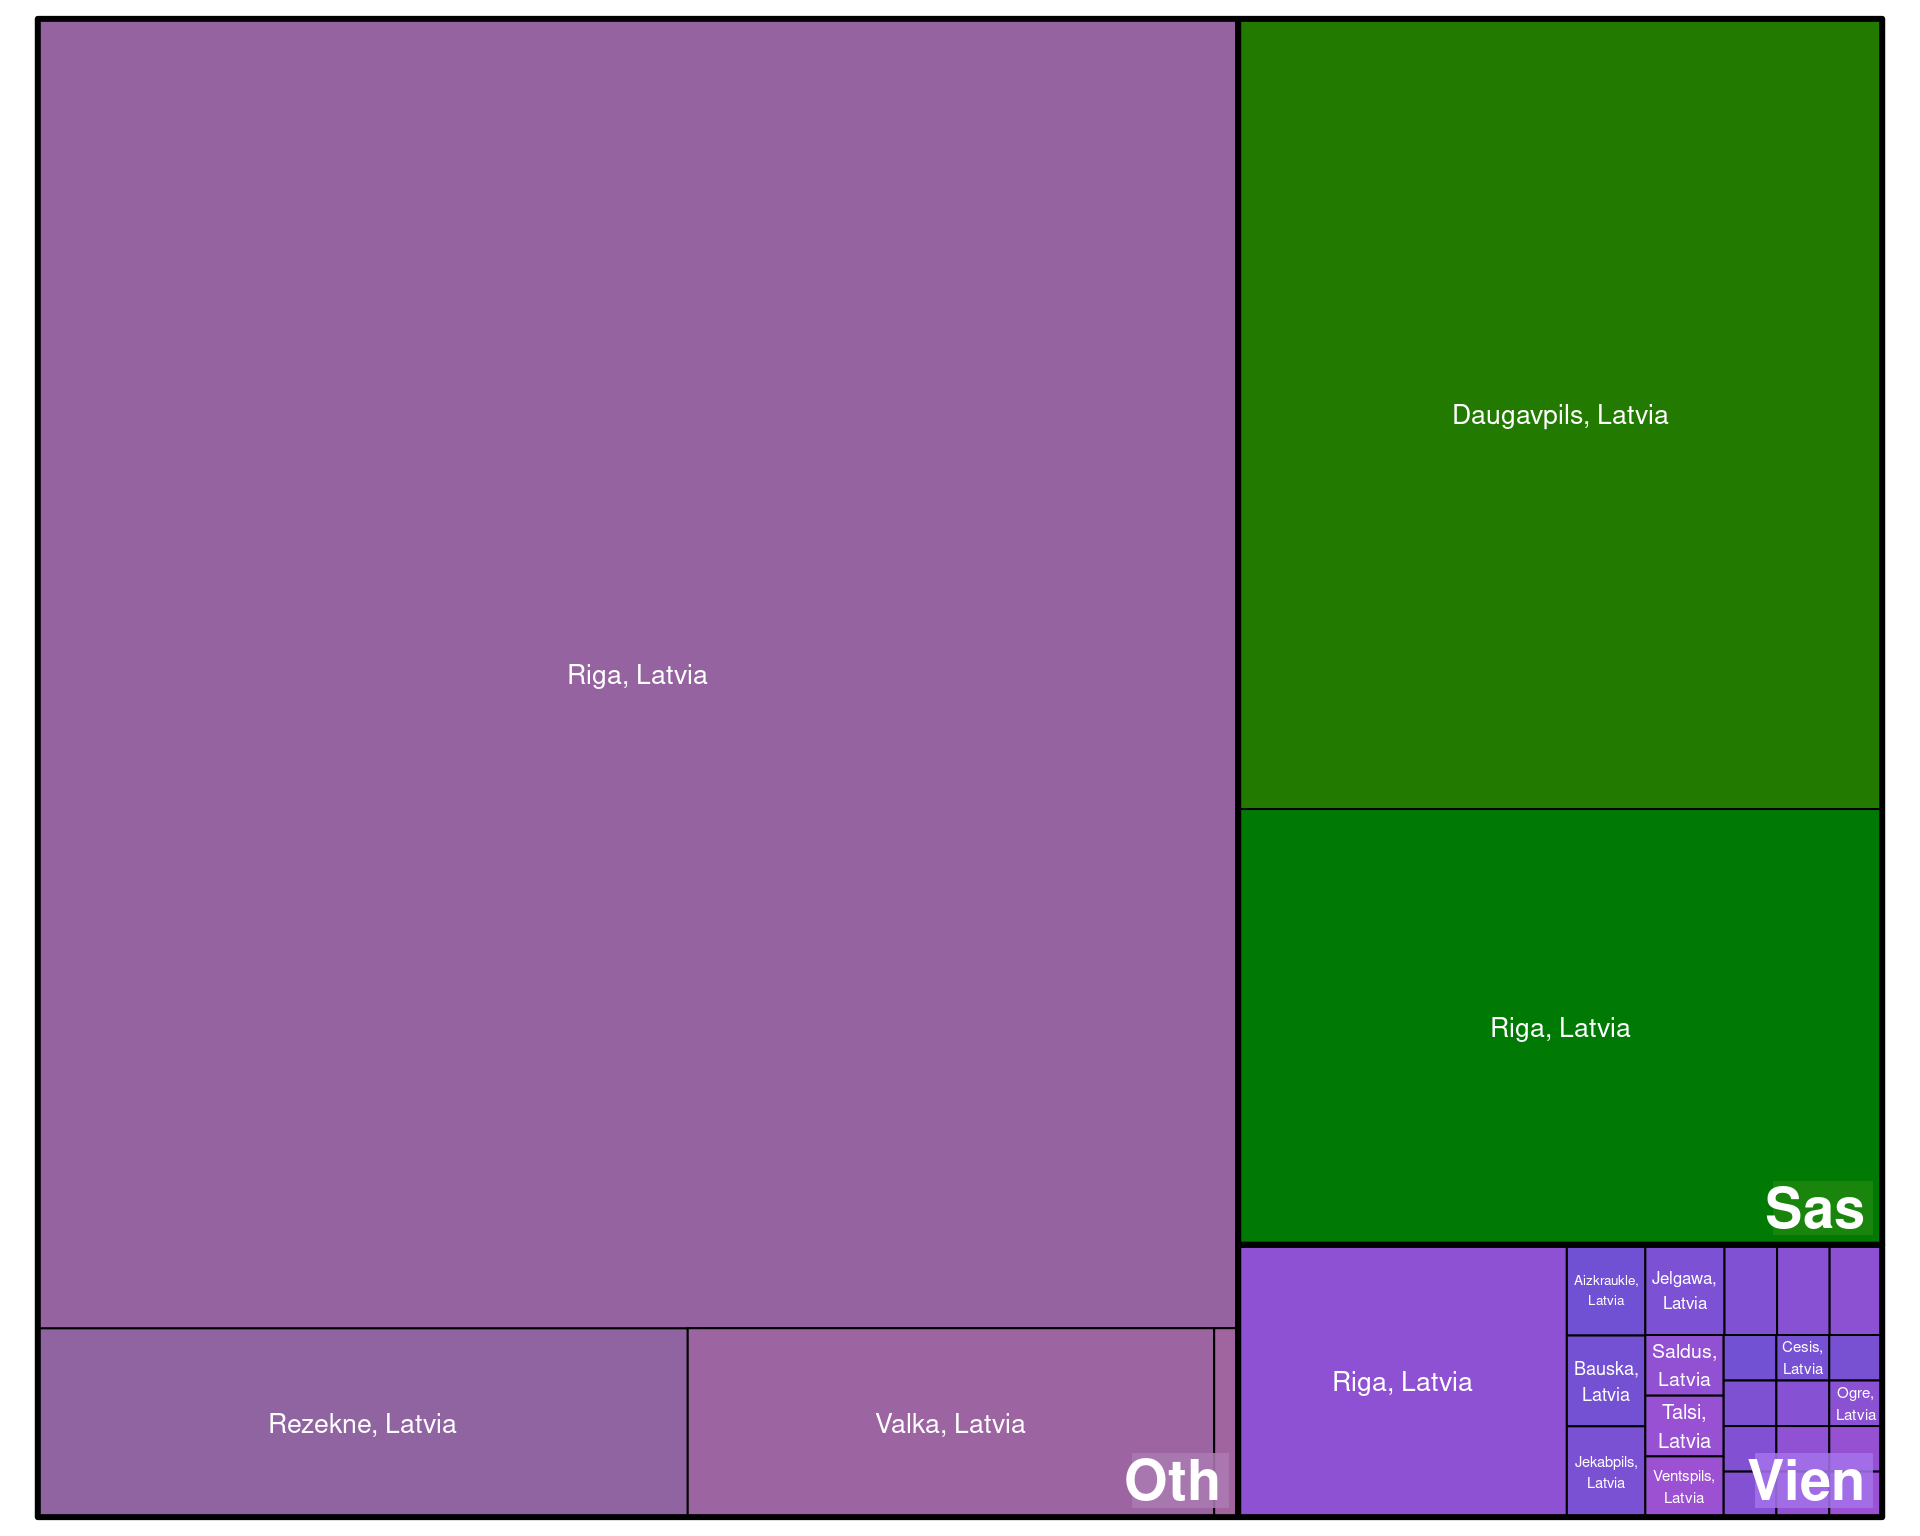 Riga, Latvia
Rezekne, Latvia
Valka, Latvia
Oth
Daugavpils, Latvia
Riga, Latvia
Sas
Riga, Latvia
Aizkraukle,
Latvia
Bauska,
Latvia
Jekabpils,
Latvia
Jelgawa,
Latvia
Saldus,
Latvia
Talsi,
Latvia
Ventspils,
Latvia
Cesis,
Latvia
Ogre,
Latvia
Vien